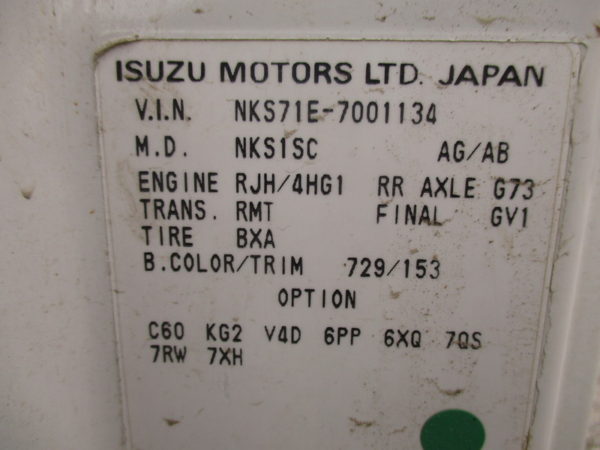 ISUZU MOTORS LTD. JAPAN
V.I.N. NKS71E-7001134
M.D. NKS1SC AG/AB
ENGINE RJH/4HG1 RR AXLE G73
TRANS. RMT FINAL GV1
TIRE BXA
B.COLOR/TRIM 729/153
OPTION
C60 KG2 V4D 6PP 6XQ 7QS
7RW 7XH